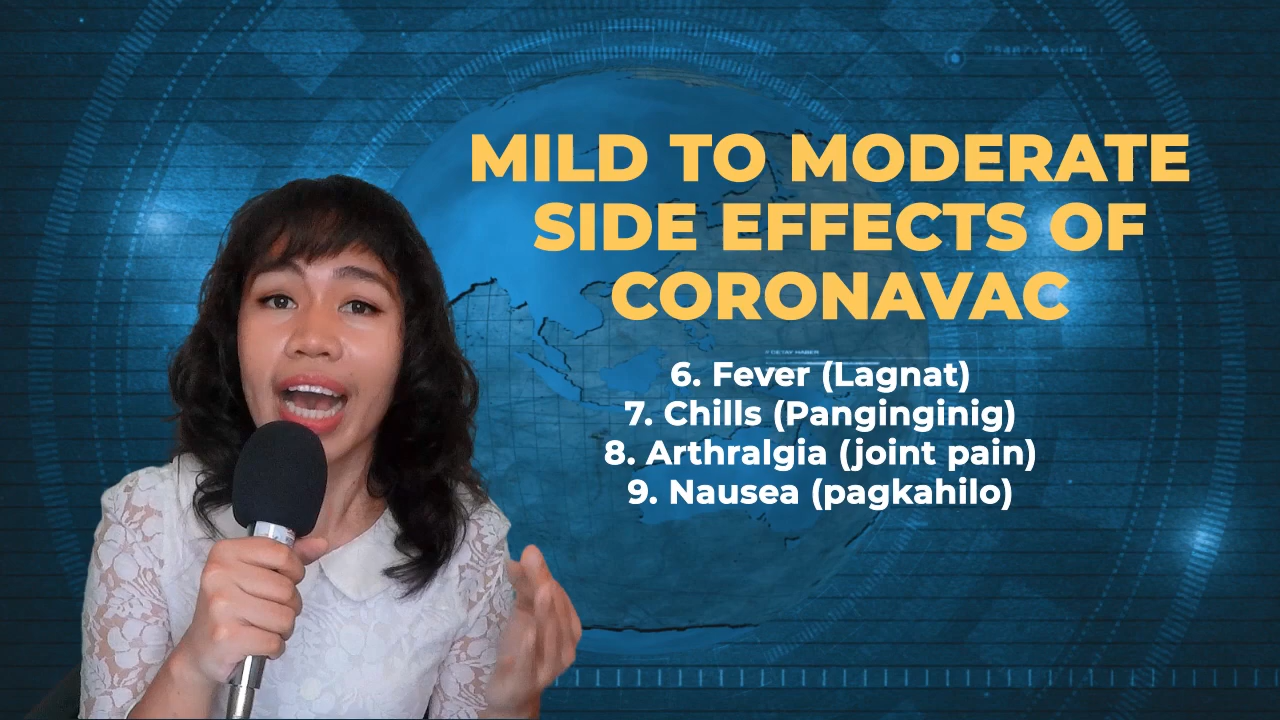 MILD TO MODERATE
SIDE EFFECTS OF
CORONAVAC
6. Fever (Lagnat)
7. Chills (Panginginig)
8. Arthralgia (joint pain)
9. Nausea (pagkahilo)